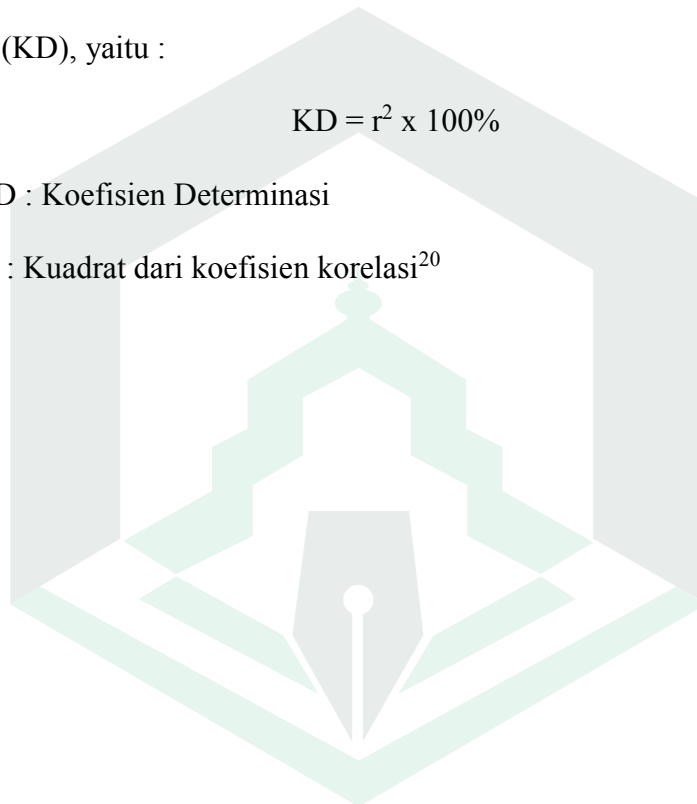 (KD), yaitu :
KD = r² x 100%
D : Koefisien Determinasi
: Kuadrat dari koefisien korelasi²⁰